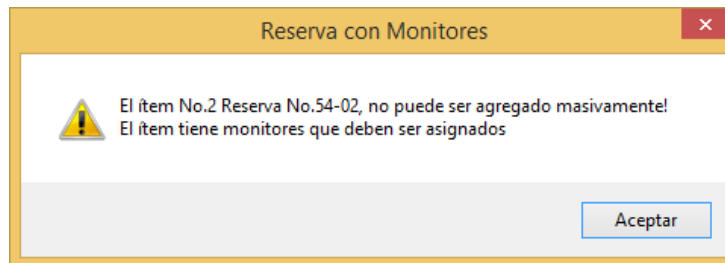 Reserva con Monitores
El ítem No.2 Reserva No.54-02, no puede ser agregado masivamente!
El ítem tiene monitores que deben ser asignados
Aceptar